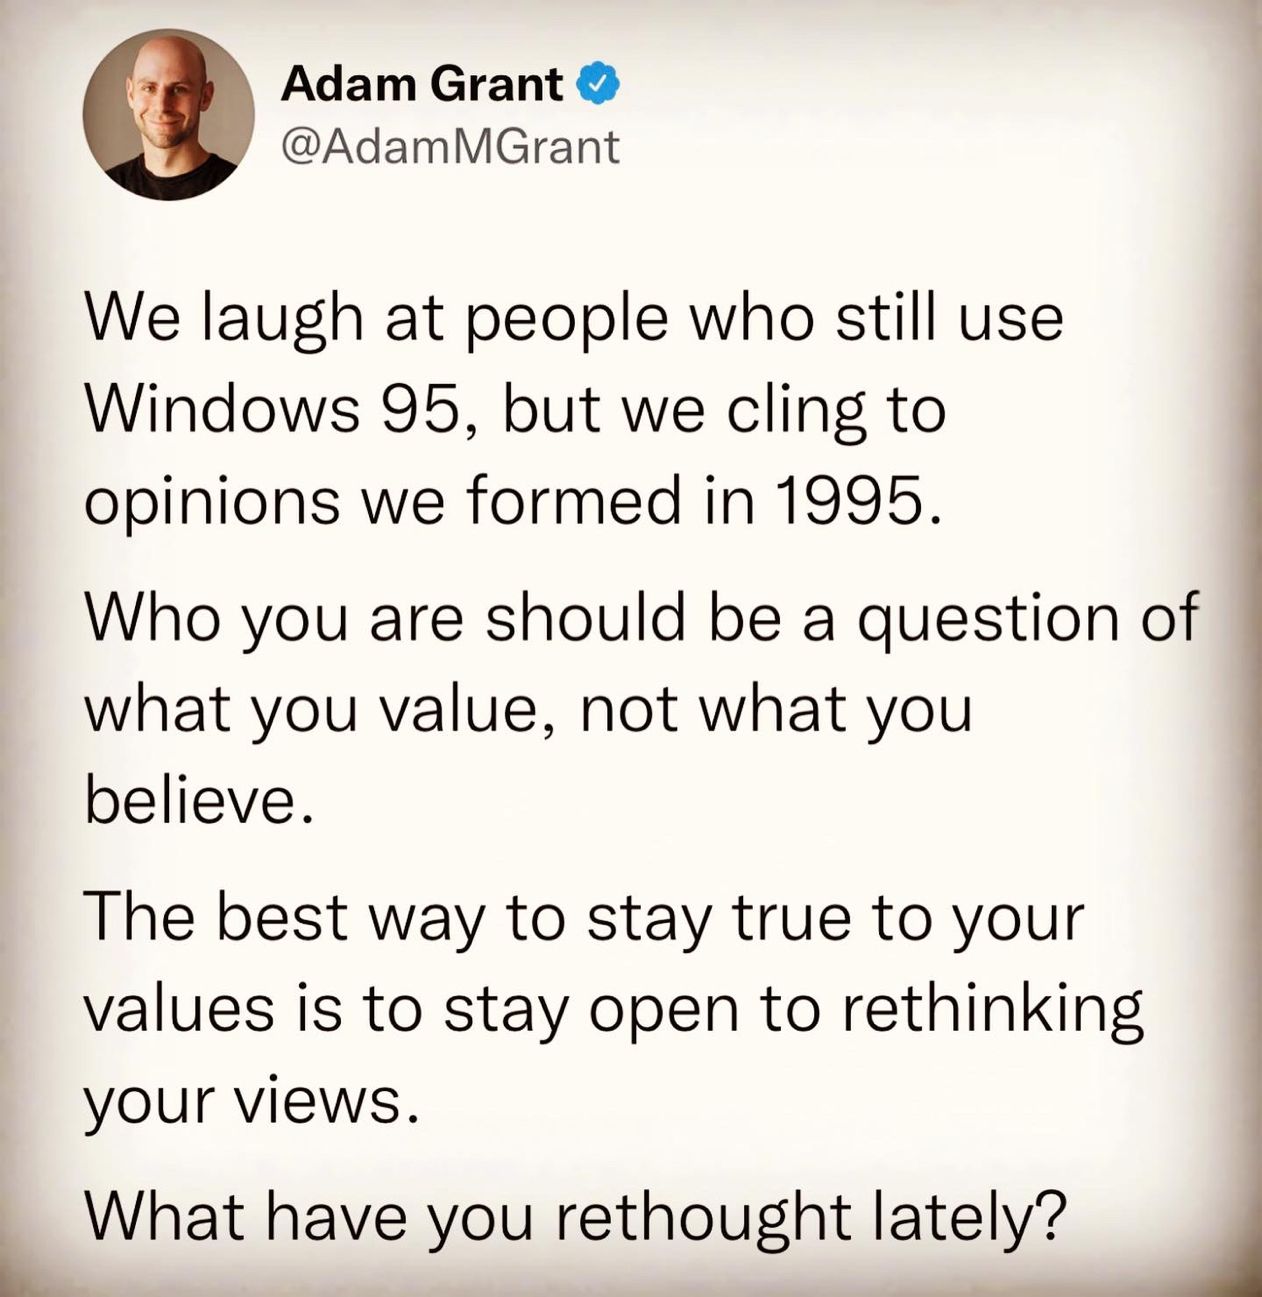 Adam Grant
@AdamMGrant
We laugh at people who still use
Windows 95, but we cling to
opinions we formed in 1995.
Who you are should be a question of
what you value, not what you
believe.
The best way to stay true to your
values is to stay open to rethinking
your views.
What have you rethought lately?